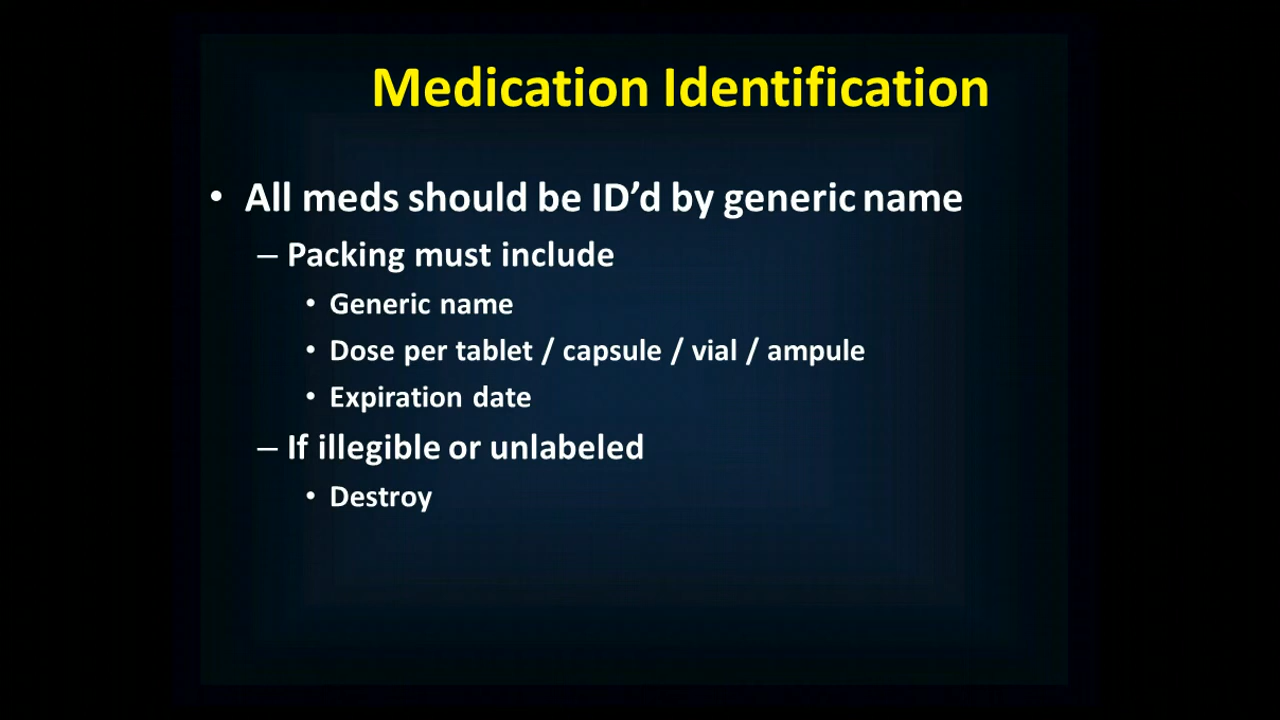 Medication Identification
• All meds should be ID’d by generic name
– Packing must include
• Generic name
• Dose per tablet / capsule / vial / ampule
• Expiration date
– If illegible or unlabeled
• Destroy